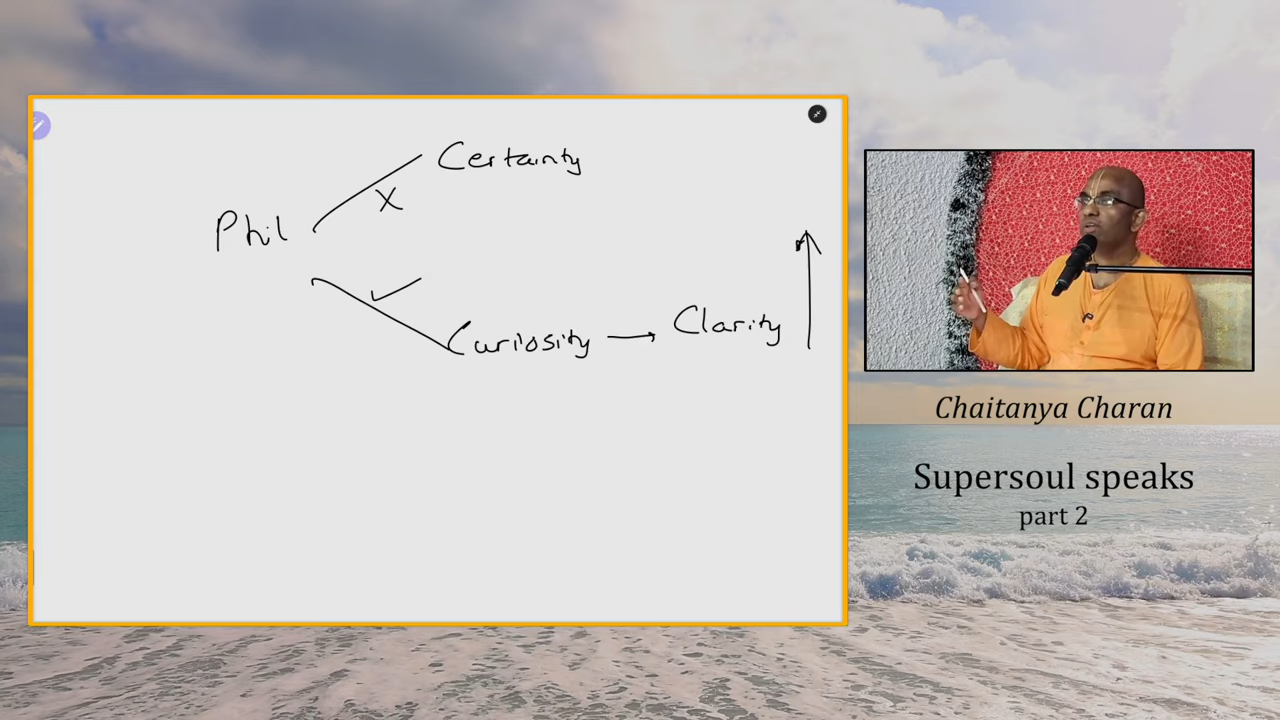 Certainty
X
Phil
Curiosity → Clarity ↑
Chaitanya Charan
Supersoul speaks
part 2